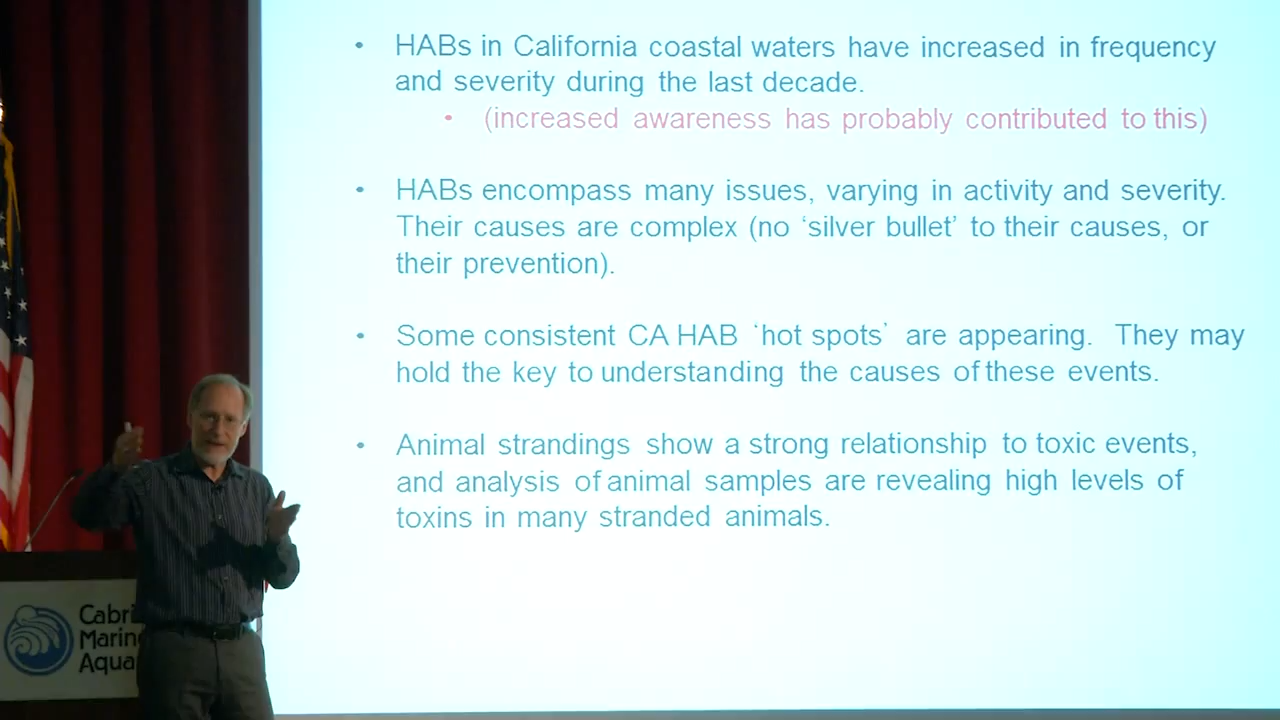 • HABs in California coastal waters have increased in frequency
and severity during the last decade.
• (increased awareness has probably contributed to this)
• HABs encompass many issues, varying in activity and severity.
Their causes are complex (no ‘silver bullet’ to their causes, or
their prevention).
• Some consistent CA HAB ‘hot spots’ are appearing. They may
hold the key to understanding the causes of these events.
• Animal strandings show a strong relationship to toxic events,
and analysis of animal samples are revealing high levels of
toxins in many stranded animals.
Cabri
Marin
Aqua